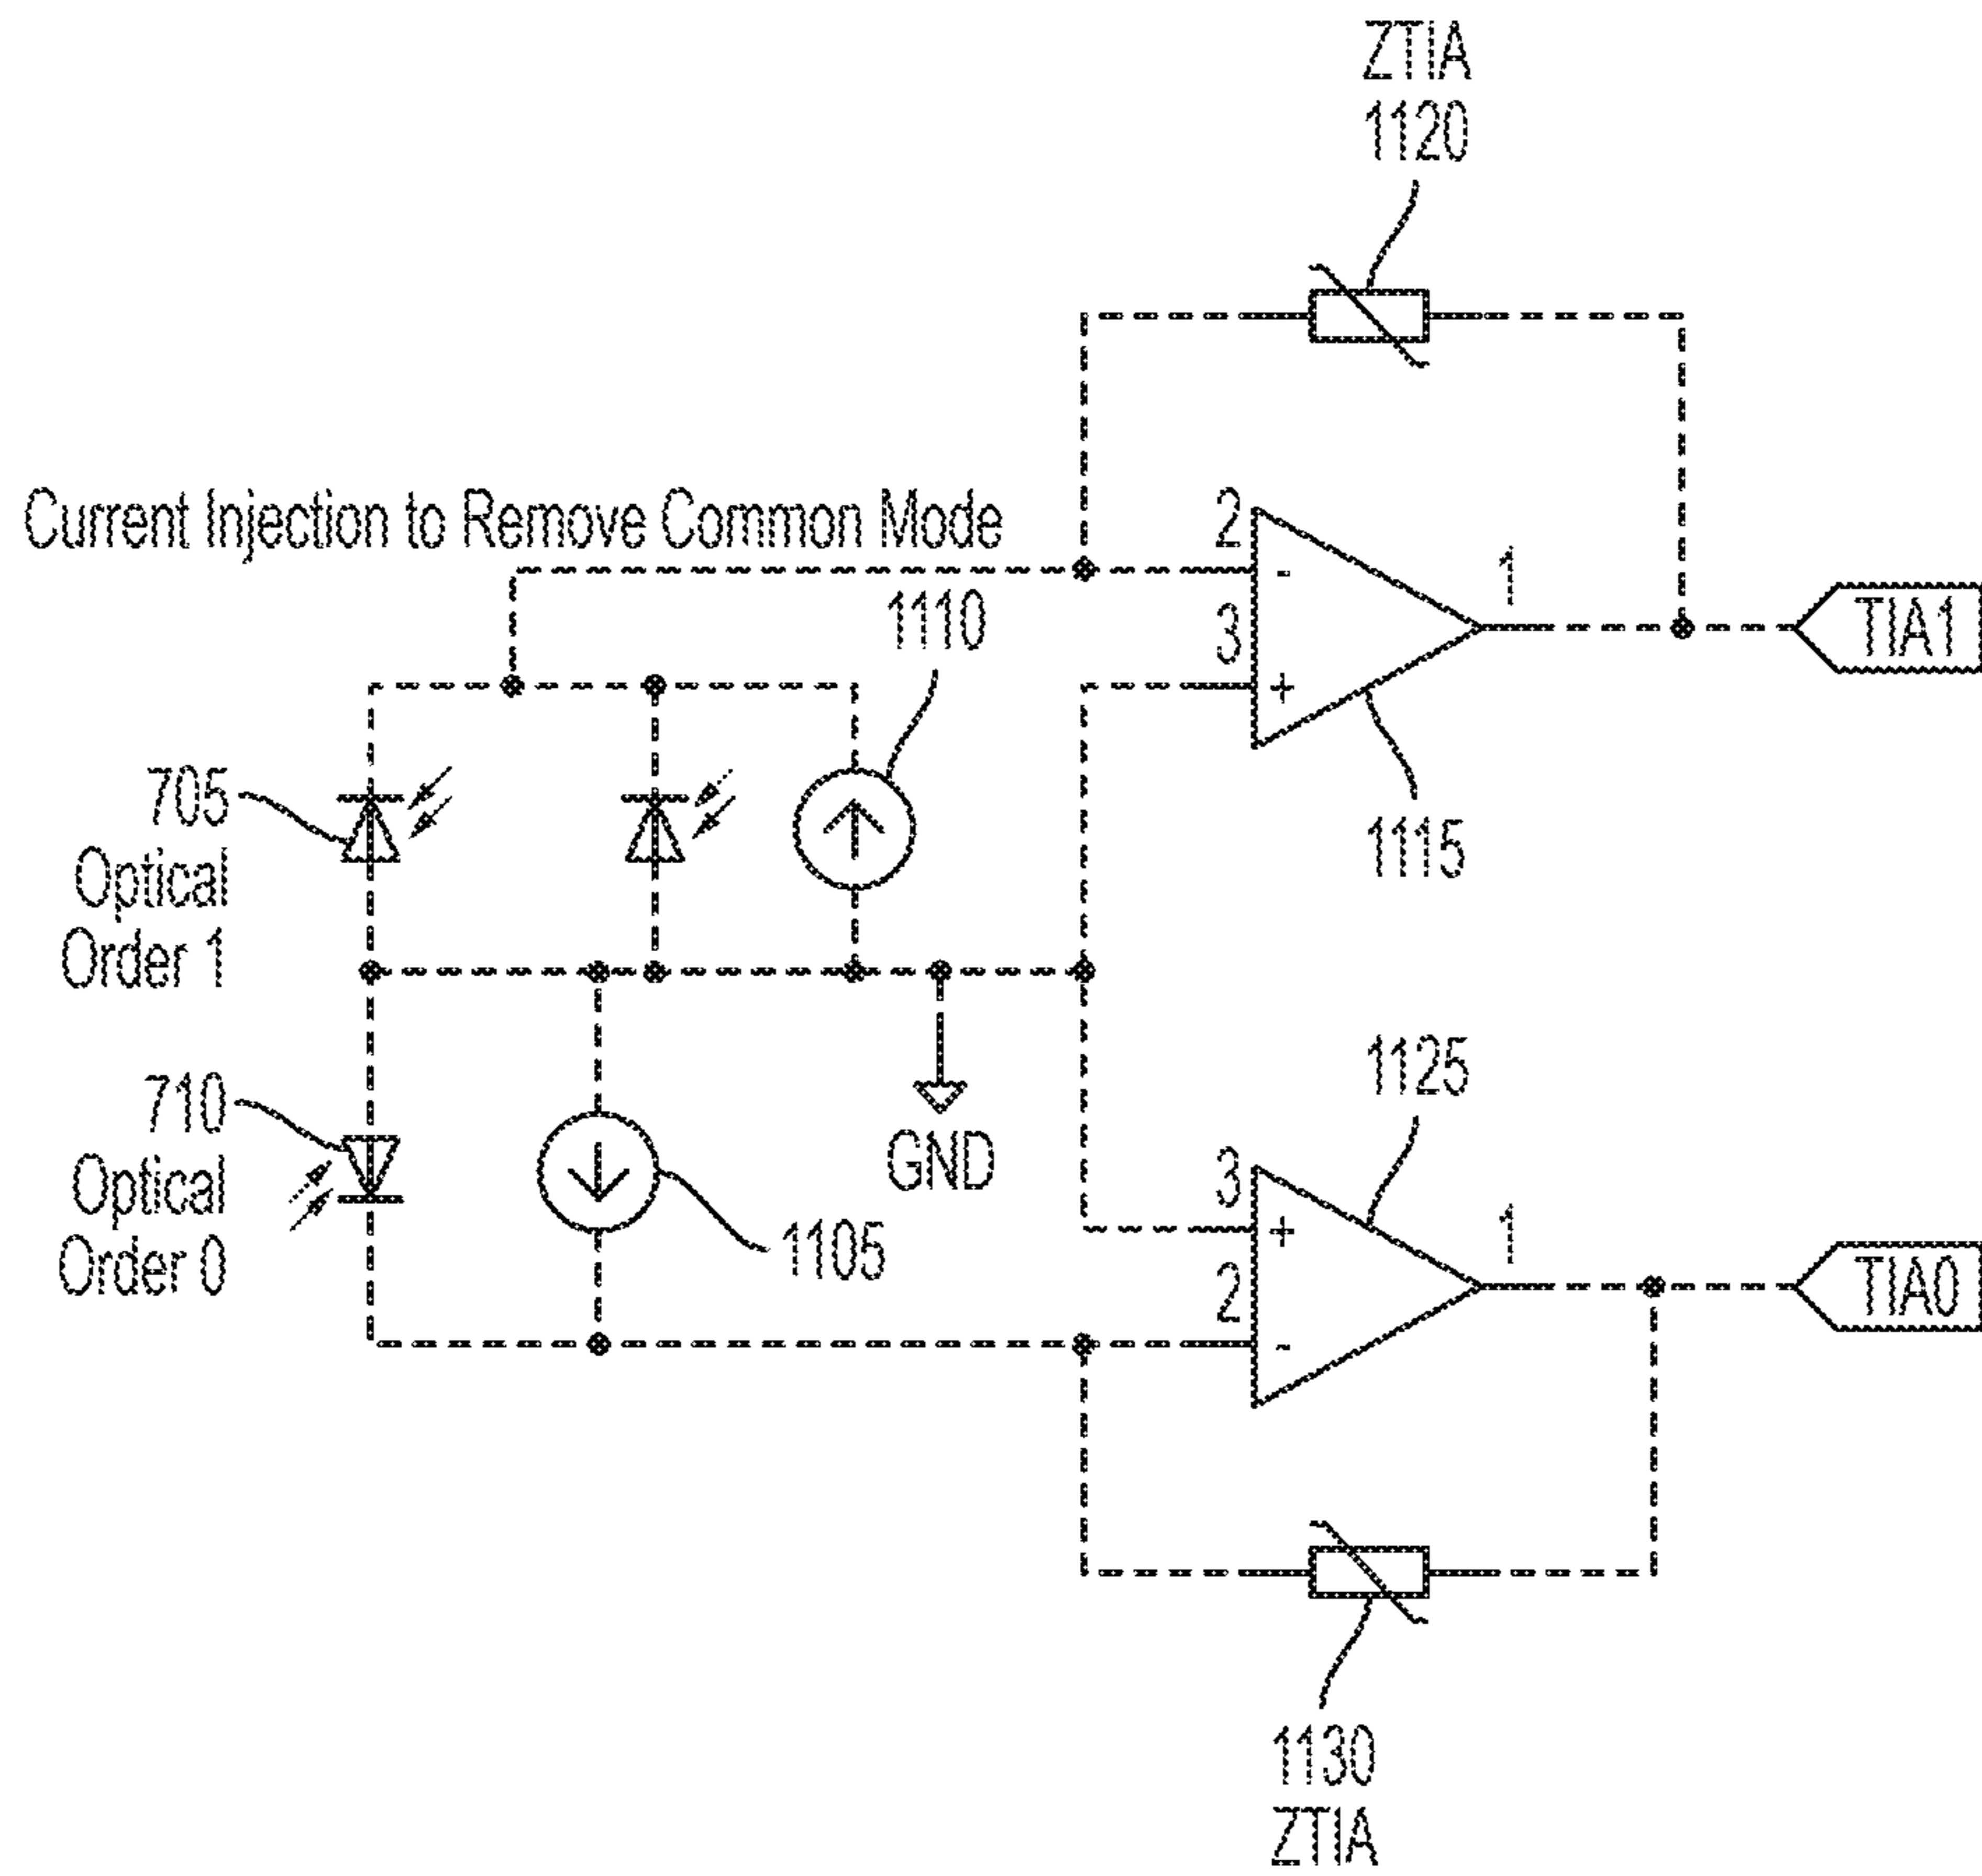 ZTIA
1120
Current Injection to Remove Common Mode
1110
2
-
3
+
1
TIA1
1115
705
Optical
Order 1
710
Optical
Order 0
1105
GND
1125
3
+
2
-
1
TIA0
1130
ZTIA